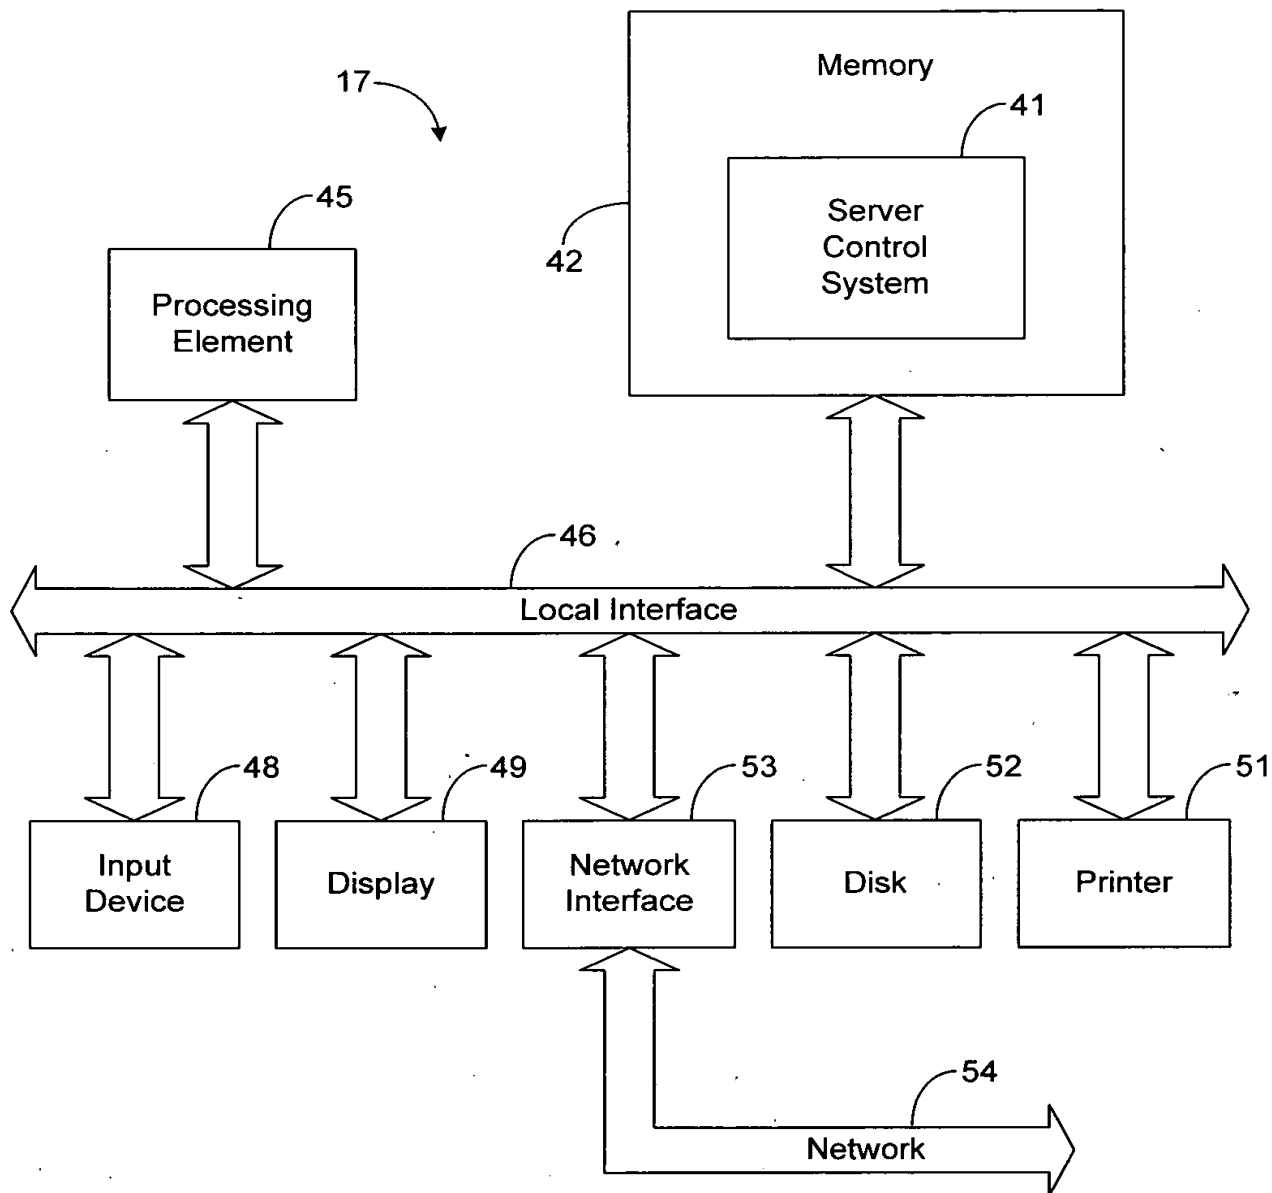 17
Memory
41
Server
Control
System
42
45
Processing
Element
46
Local Interface
48
49
53
52
51
Input
Device
Display
Network
Interface
Disk
Printer
54
Network